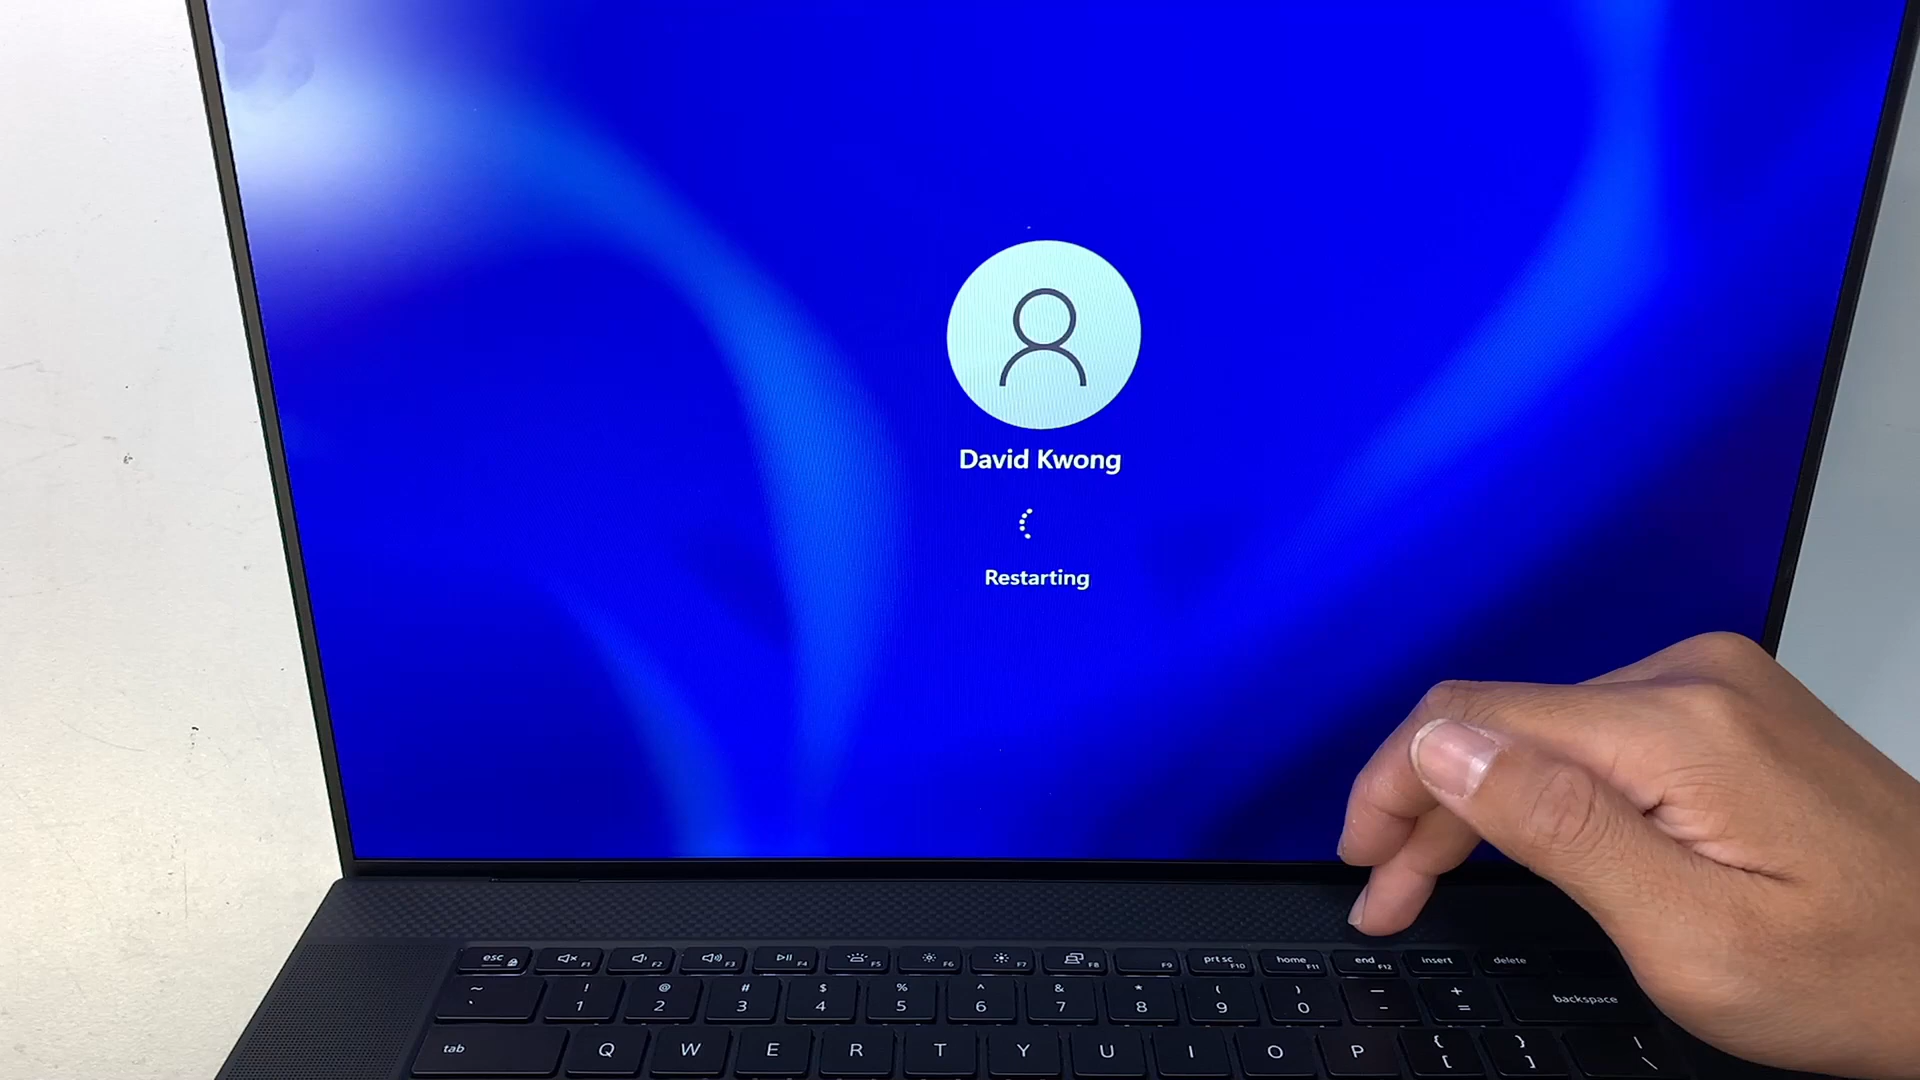 David Kwong
Restarting
esc F1 F2 F3 F4 F5 F6 F7 F8 F9 prt sc F10 home F11 end F12 insert delete
~ ! @ # $ % ^ & * ( ) — +
` 1 2 3 4 5 6 7 8 9 0 - = backspace
tab Q W E R T Y U I O P { [ } ] | \